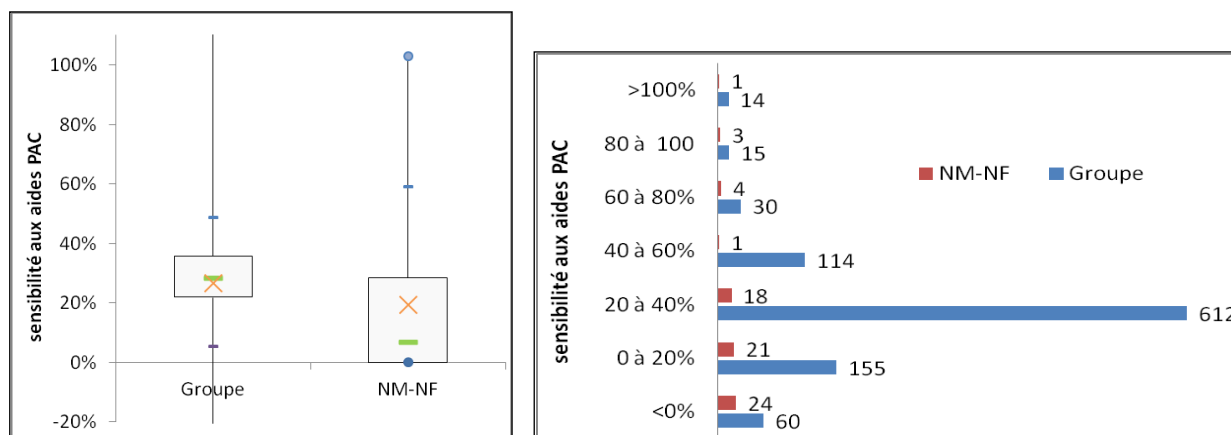 sensibilité aux aides PAC
100%
80%
60%
40%
20%
0%
-20%
Groupe
NM-NF
sensibilité aux aides PAC
>100%
1
14
80 à 100
3
15
NM-NF
Groupe
60 à 80%
4
30
40 à 60%
1
114
20 à 40%
18
612
0 à 20%
21
155
<0%
24
60